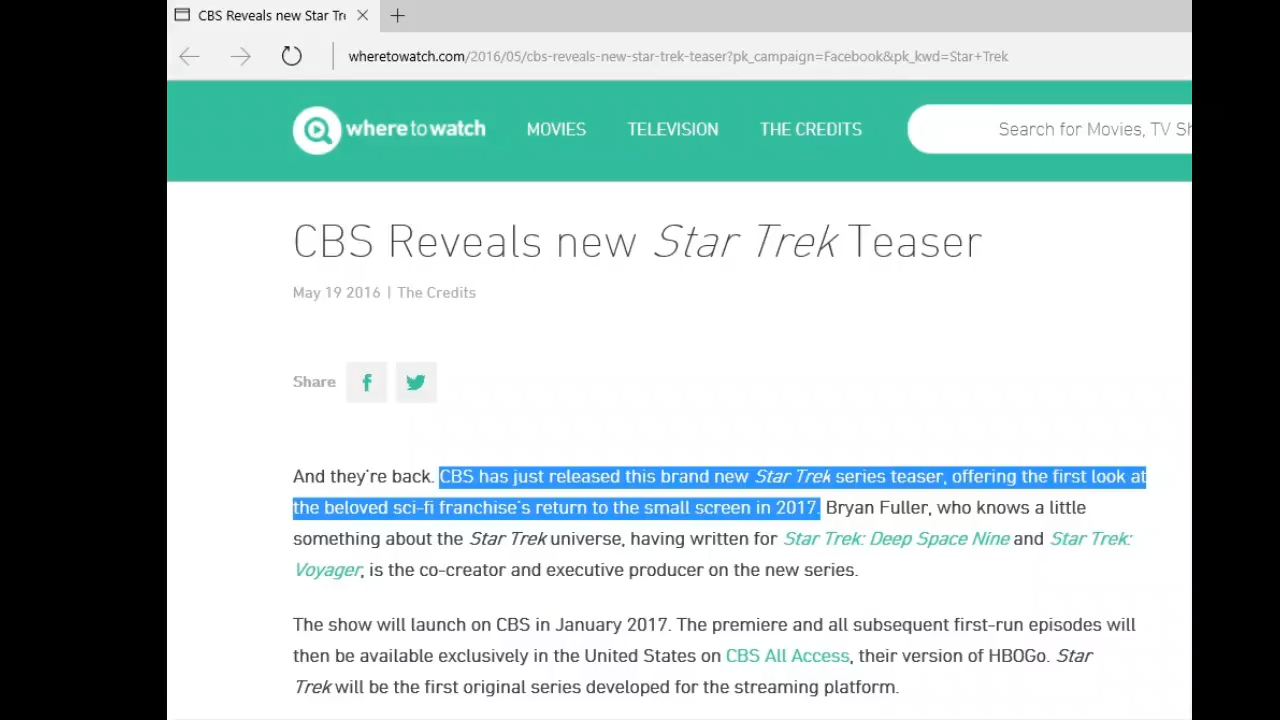 CBS Reveals new Star Tre
wheretowatch.com/2016/05/cbs-reveals-new-star-trek-teaser?pk_campaign=Facebook&pk_kwd=Star+Trek
where to watch MOVIES TELEVISION THE CREDITS Search for Movies, TV Sh
CBS Reveals new Star Trek Teaser
May 19 2016 | The Credits
Share
And they're back. CBS has just released this brand new Star Trek series teaser, offering the first look at
the beloved sci-fi franchise's return to the small screen in 2017. Bryan Fuller, who knows a little
something about the Star Trek universe, having written for Star Trek: Deep Space Nine and Star Trek:
Voyager, is the co-creator and executive producer on the new series.
The show will launch on CBS in January 2017. The premiere and all subsequent first-run episodes will
then be available exclusively in the United States on CBS All Access, their version of HBOGo. Star
Trek will be the first original series developed for the streaming platform.